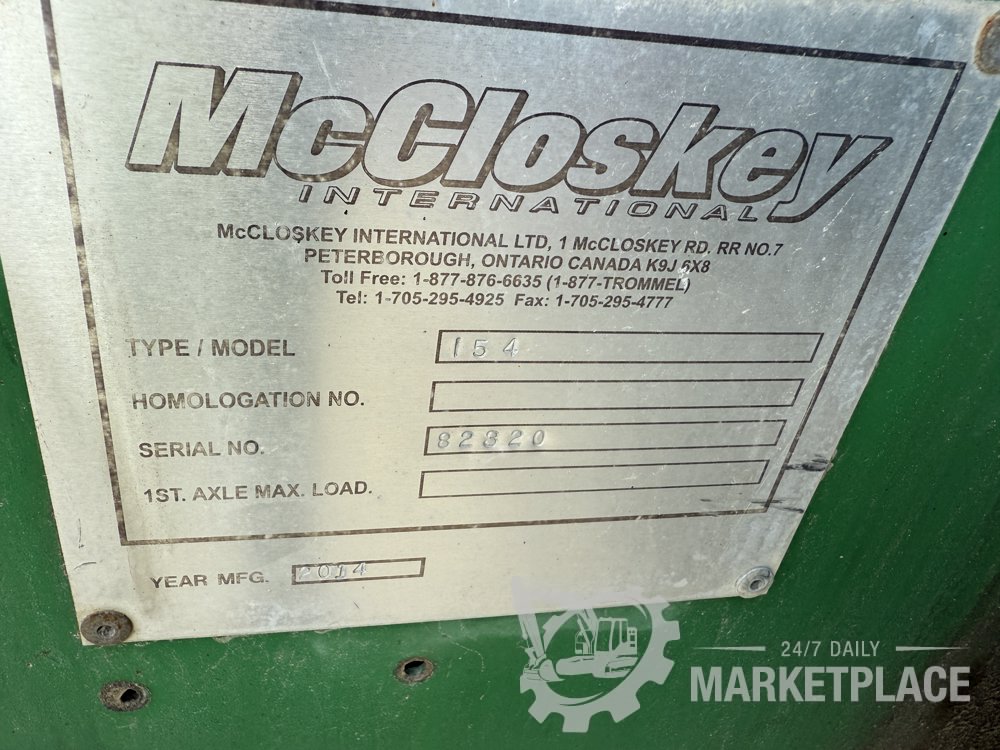 McCloskey
INTERNATIONAL
McCLOSKEY INTERNATIONAL LTD, 1 McCLOSKEY RD, RR NO.7
PETERBOROUGH, ONTARIO CANADA K9J 6X8
Toll Free: 1-877-876-6635 (1-877-TROMMEL)
Tel: 1-705-295-4925 Fax: 1-705-295-4777
TYPE / MODEL 154
HOMOLOGATION NO.
SERIAL NO. 82820
1ST. AXLE MAX. LOAD.
YEAR MFG. 2014
24/7 DAILY
MARKETPLACE